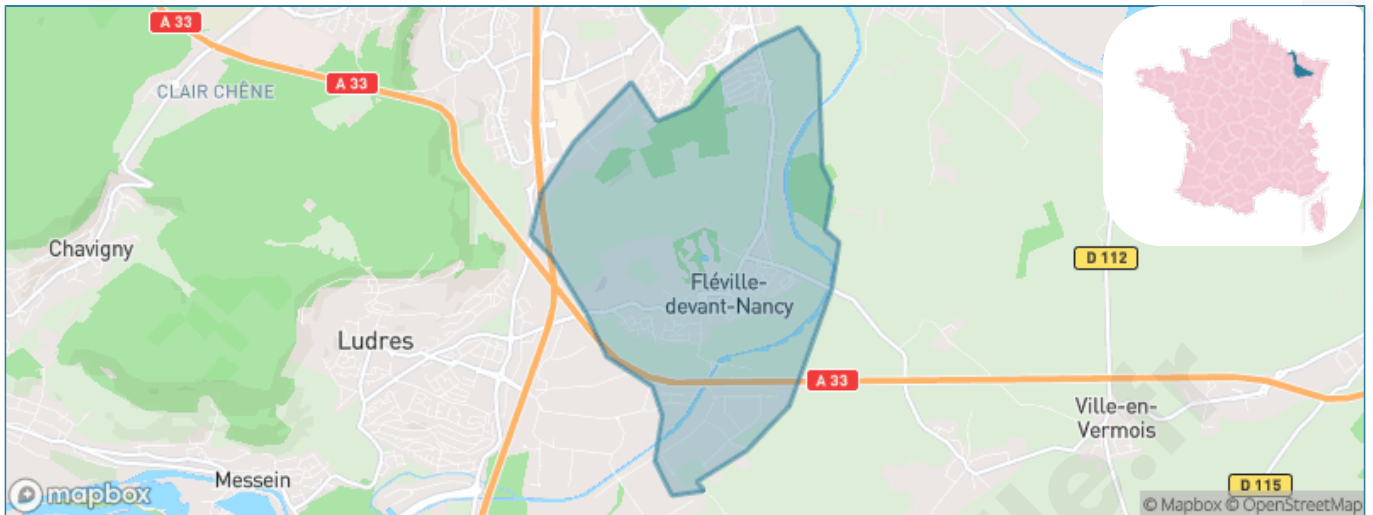 A 33
CLAIR CHÊNE
A 33
Chavigny
D 112
Fléville-
devant-Nancy
Ludres
A 33
Ville-en-
Vermois
Messein
D 115
mapbox
© Mapbox © OpenStreetMap